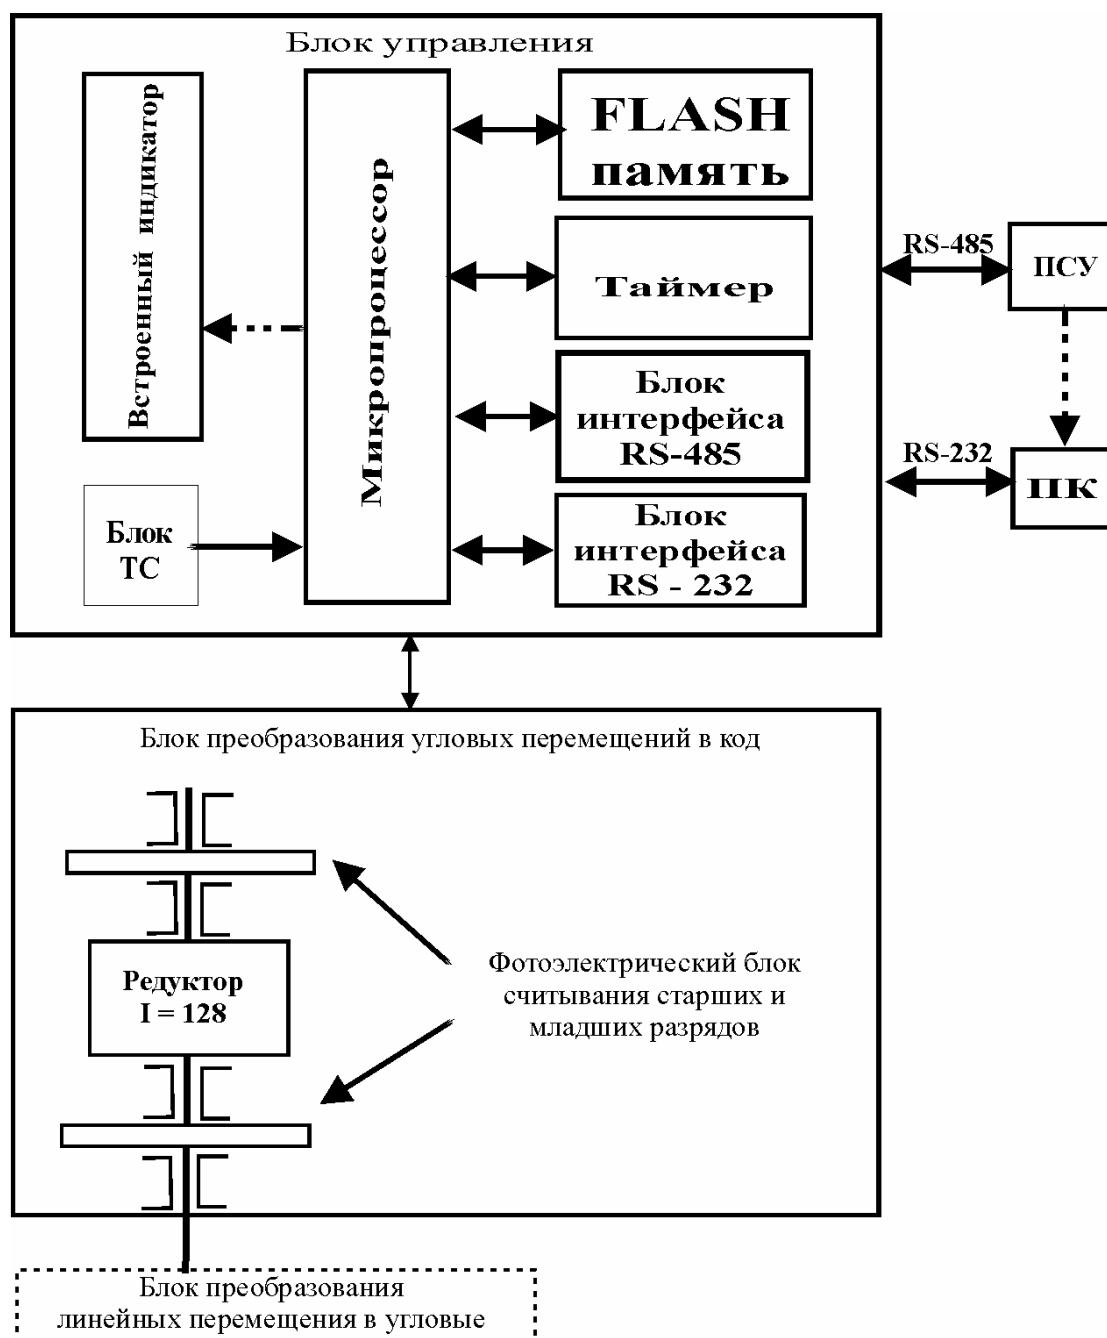 Блок управления
Встроенный индикатор
Микропроцессор
FLASH
память
Таймер
Блок
интерфейса
RS-485
Блок
интерфейса
RS - 232
Блок
ТС
RS-485
ПСУ
RS-232
ПК
Блок преобразования угловых перемещений в код
Редуктор
I = 128
Фотоэлектрический блок
считывания старших и
младших разрядов
Блок преобразования
линейных перемещения в угловые